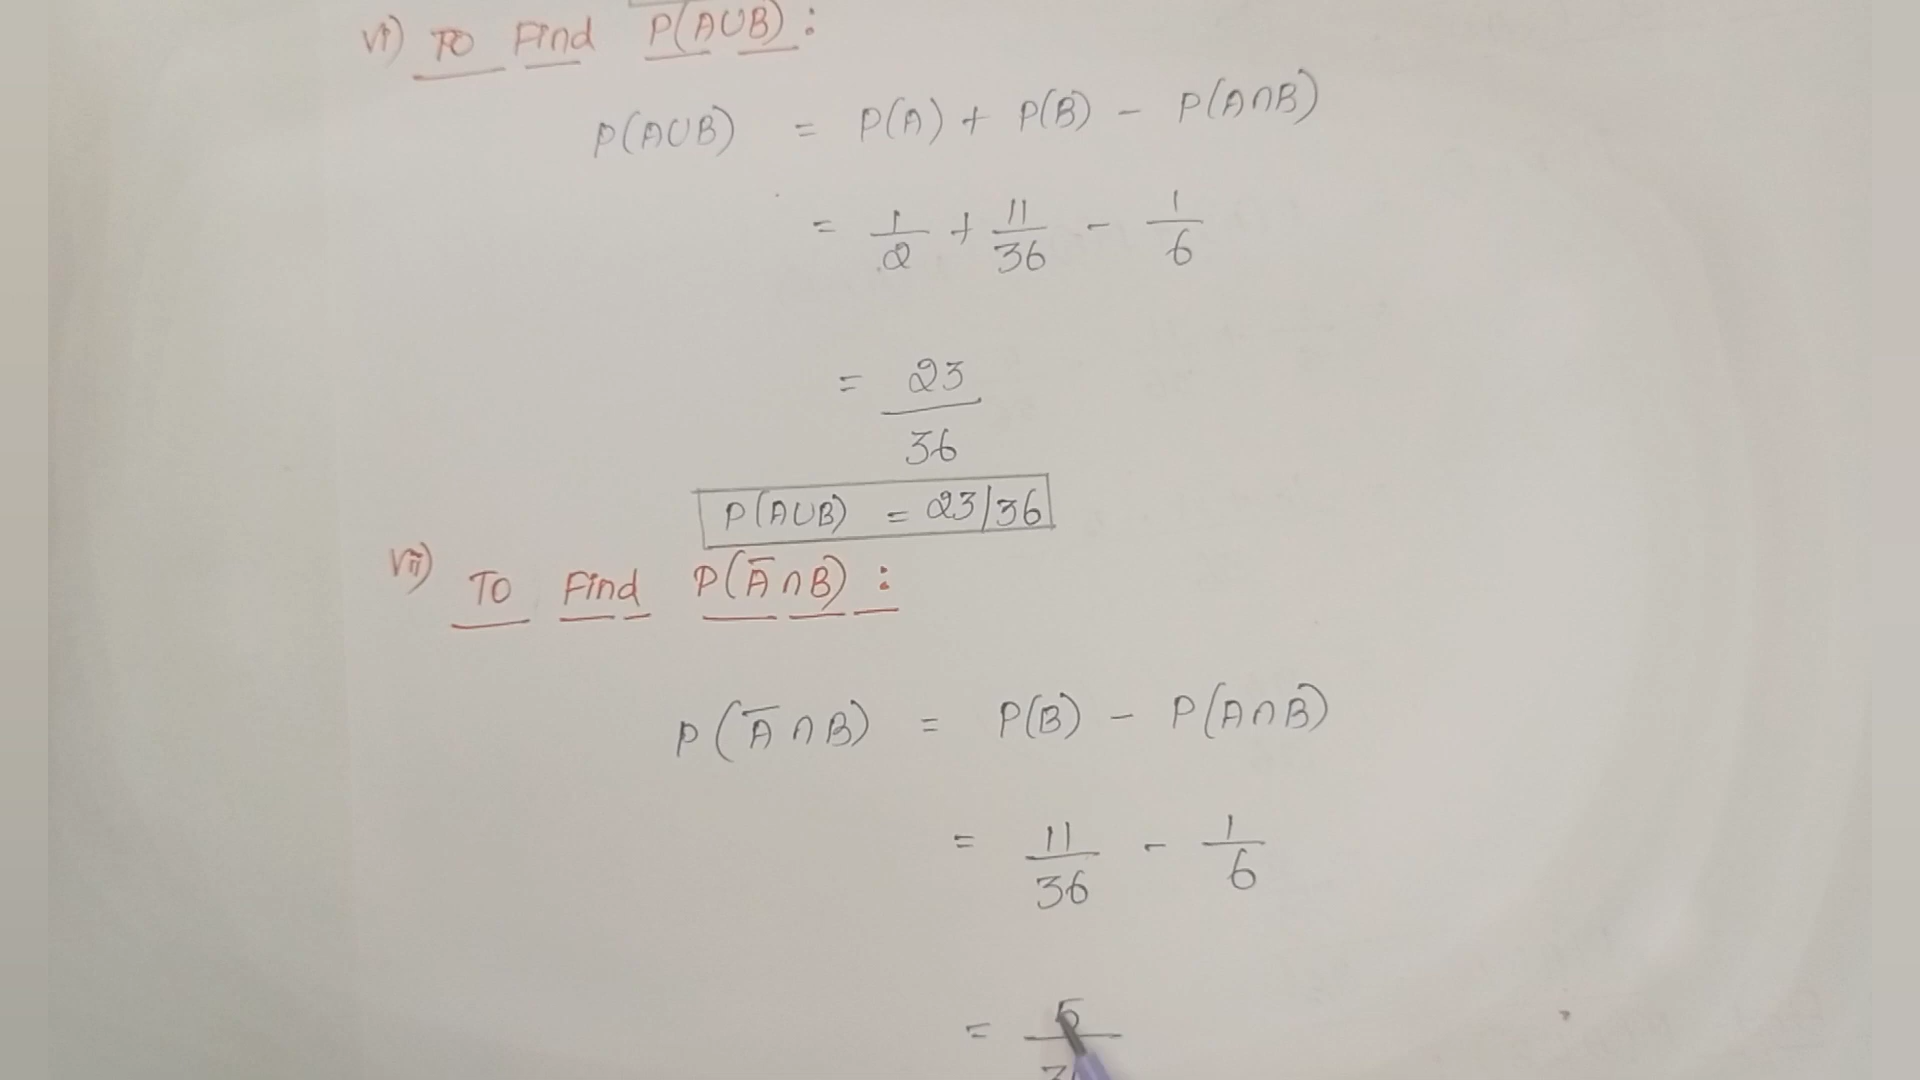 vi) To Find P(A∪B) :
P(A∪B) = P(A) + P(B) - P(A∩B)
= 1/2 + 11/36 - 1/6
= 23/36
P(A∪B) = 23/36
vii) To Find P(A̅∩B) :
P(A̅∩B) = P(B) - P(A∩B)
= 11/36 - 1/6
= 5/